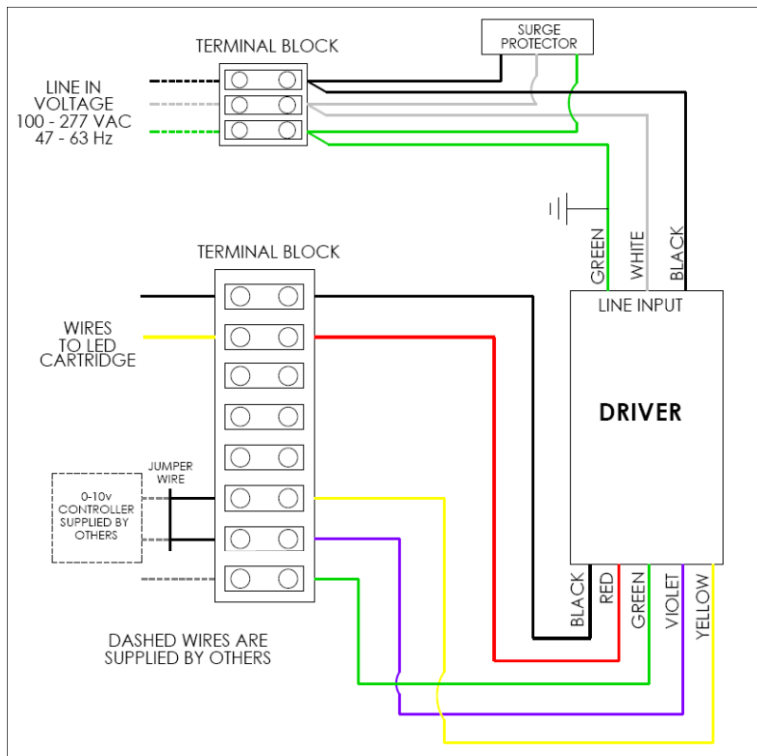 SURGE
PROTECTOR
TERMINAL BLOCK
LINE IN
VOLTAGE
100 - 277 VAC
47 - 63 Hz
GREEN
WHITE
BLACK
LINE INPUT
DRIVER
TERMINAL BLOCK
WIRES
TO LED
CARTRIDGE
JUMPER
WIRE
0-10v
CONTROLLER
SUPPLIED BY
OTHERS
BLACK
RED
GREEN
VIOLET
YELLOW
DASHED WIRES ARE
SUPPLIED BY OTHERS